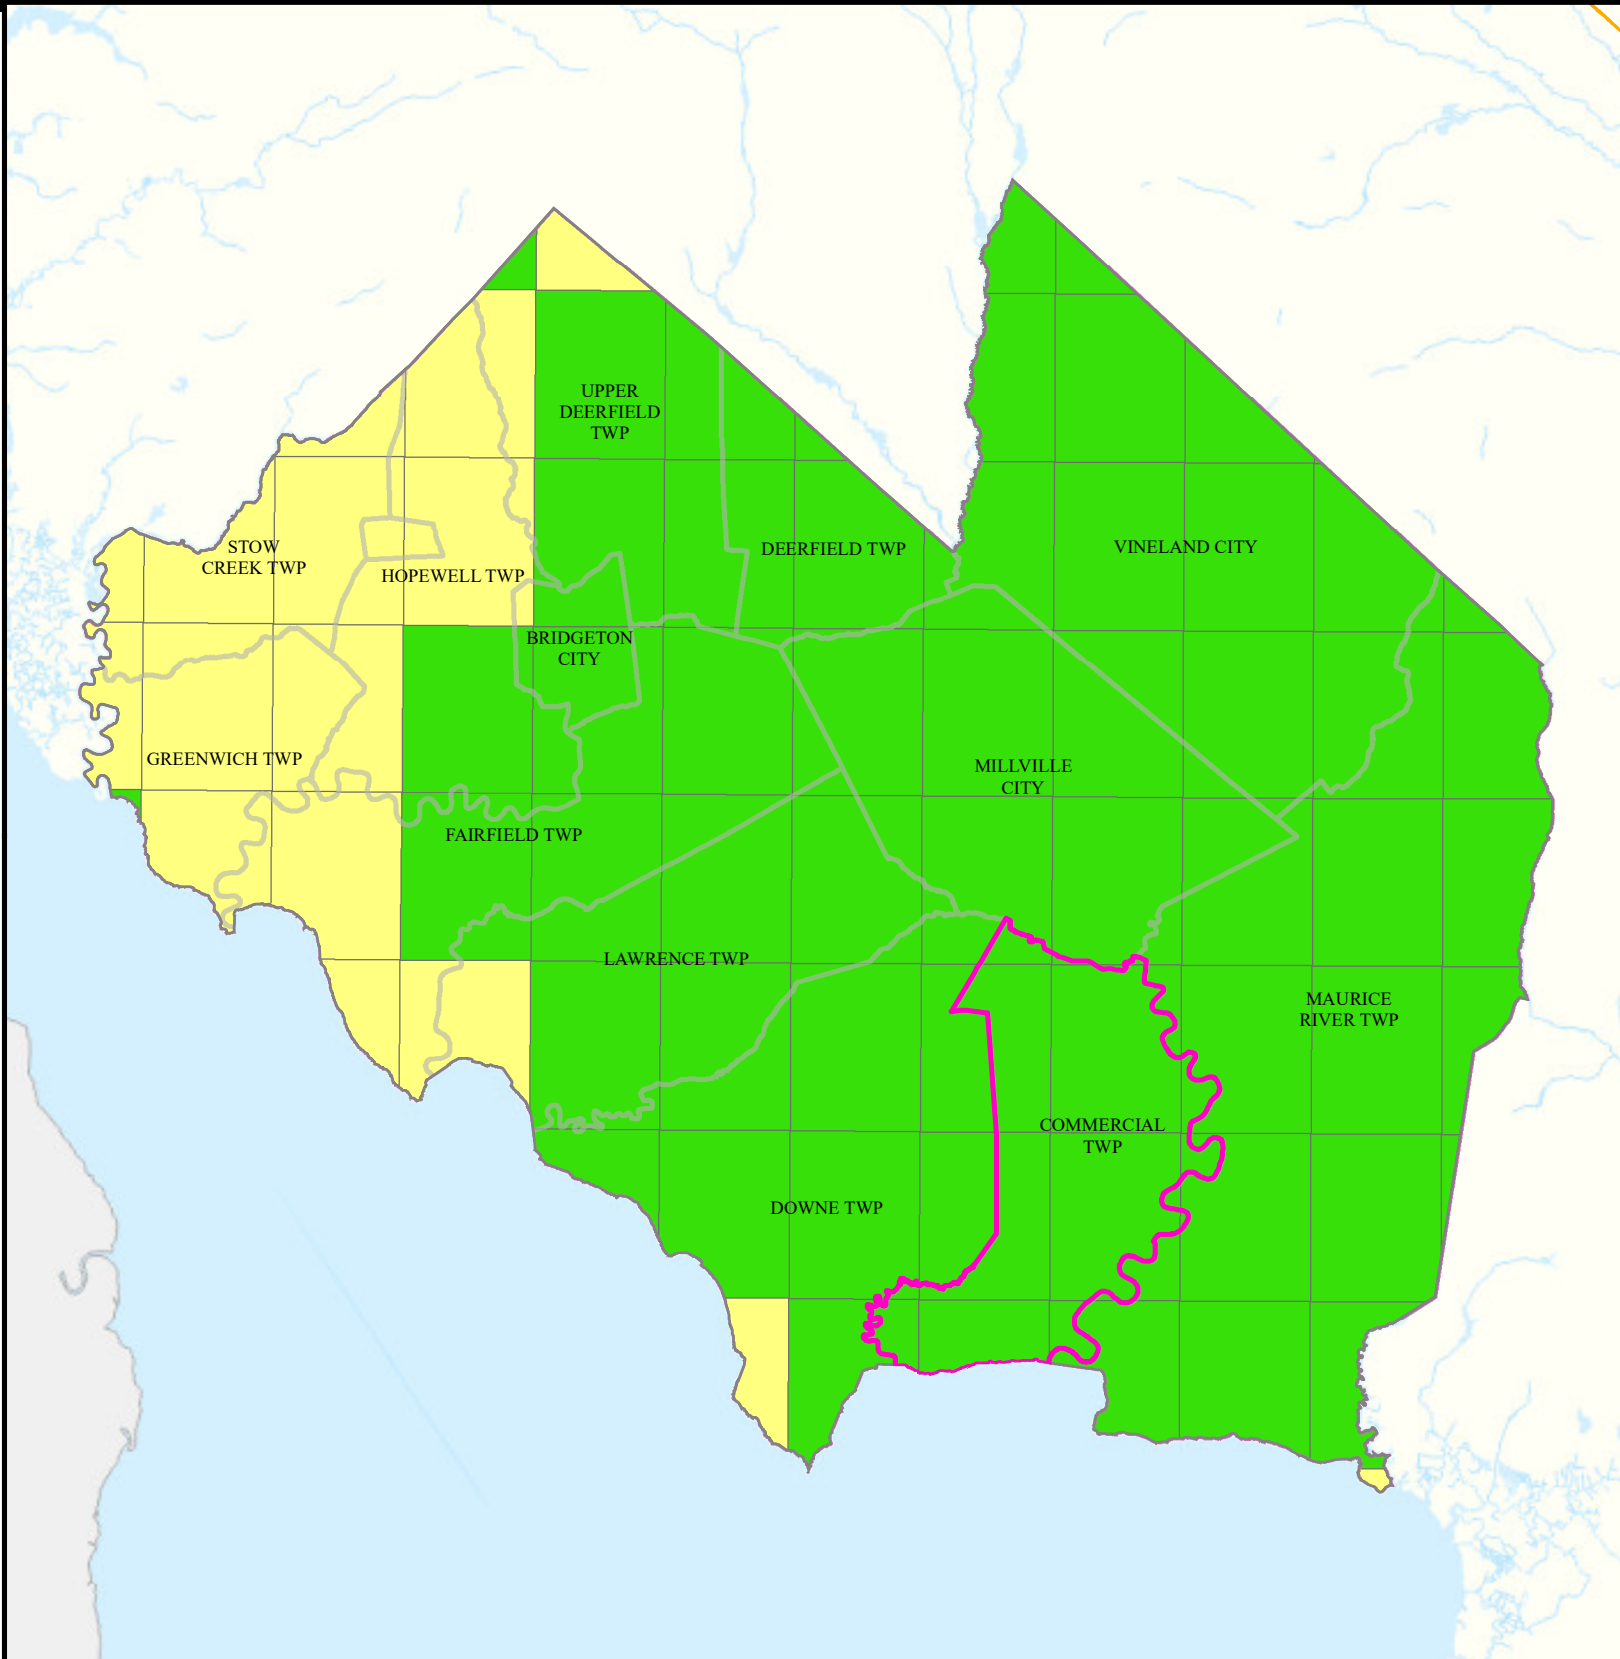 UPPER
DEERFIELD
TWP
STOW
CREEK TWP
HOPEWELL TWP
DEERFIELD TWP
VINELAND CITY
BRIDGETON
CITY
GREENWICH TWP
MILLVILLE
CITY
FAIRFIELD TWP
LAWRENCE TWP
MAURICE
RIVER TWP
COMMERCIAL
TWP
DOWNE TWP